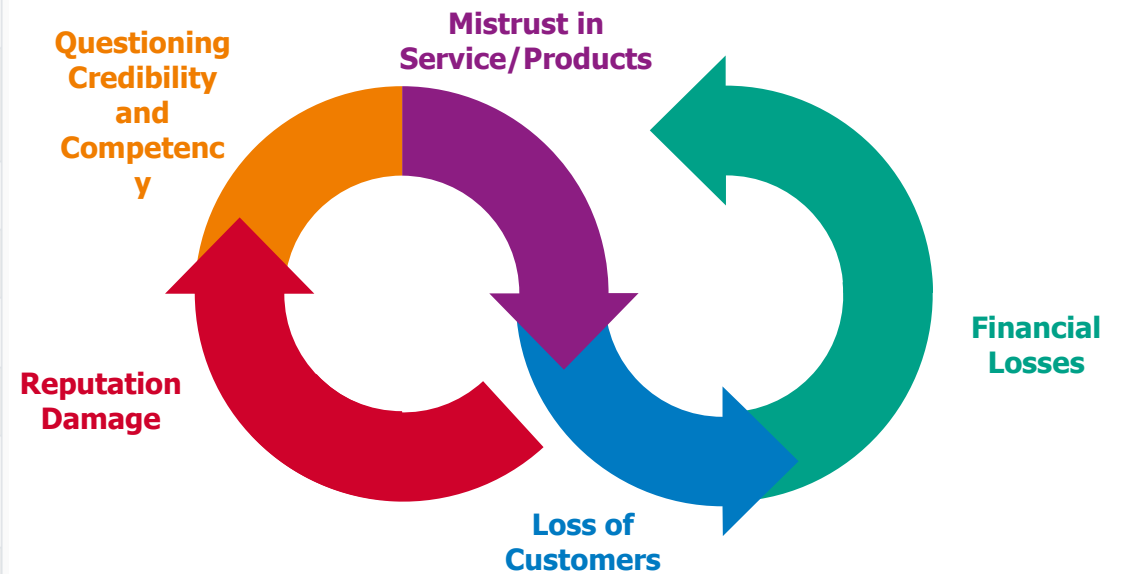 Mistrust in
Service/Products
Questioning
Credibility
and
Competenc
y
Financial
Losses
Reputation
Damage
Loss of
Customers